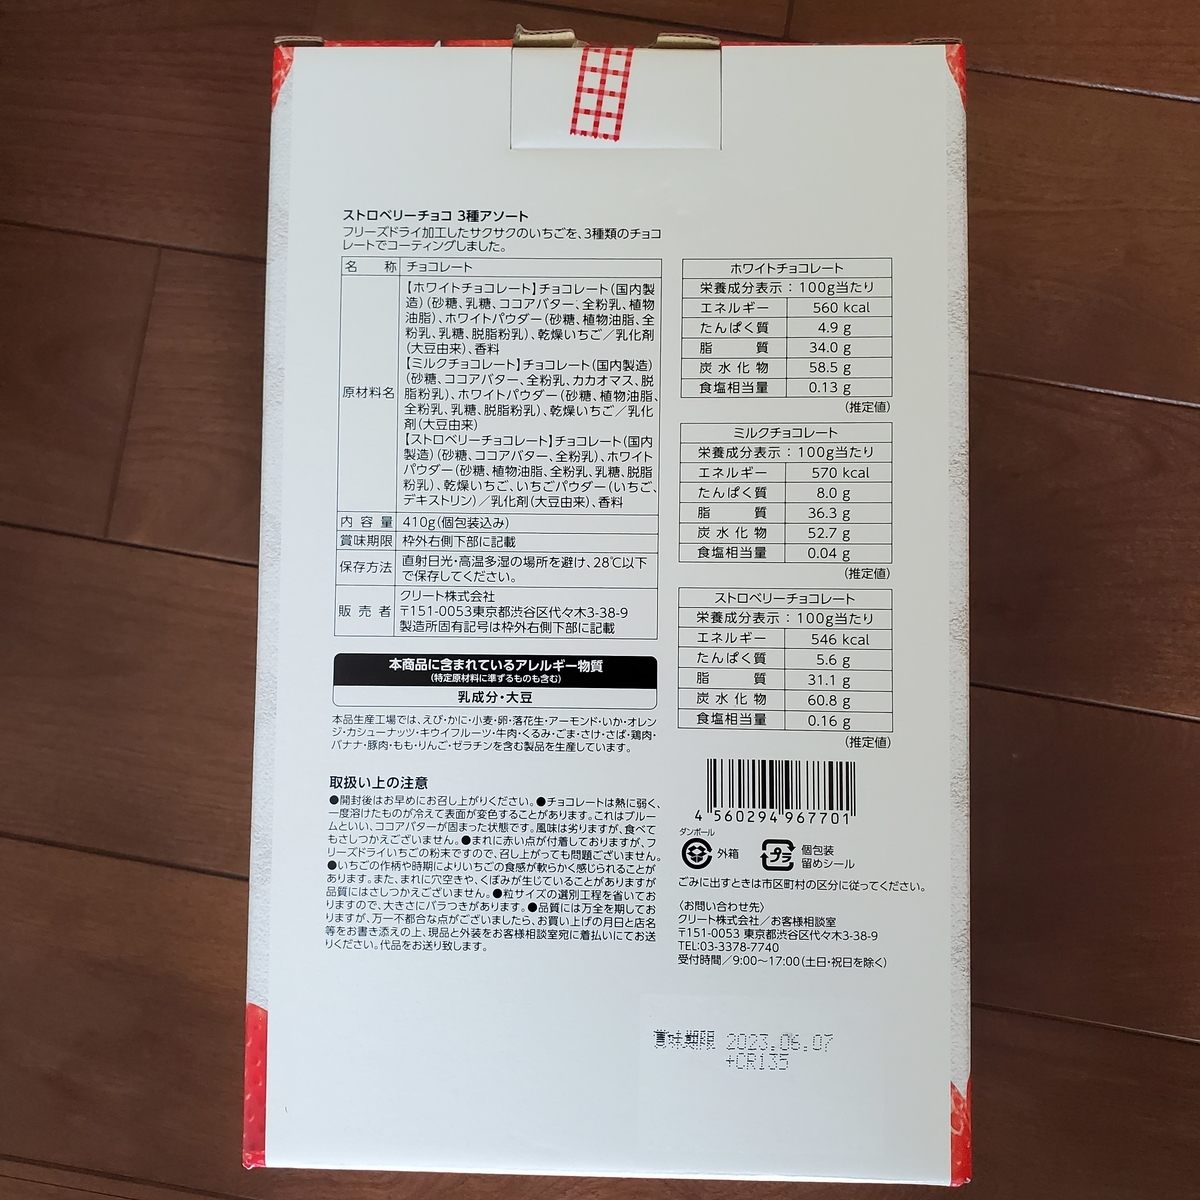 ストロベリーチョコ 3種アソート
フリーズドライ加工したサクサクのいちごを、3種類のチョコ
レートでコーティングしました。
名 称 チョコレート
原材料名
【ホワイトチョコレート】チョコレート(国内製
造)(砂糖、乳糖、ココアバター、全粉乳、植物
油脂)、ホワイトパウダー(砂糖、植物油脂、全
粉乳、乳糖、脱脂粉乳)、乾燥いちご/乳化剤
(大豆由来)、香料
【ミルクチョコレート】チョコレート(国内製造)
(砂糖、ココアバター、全粉乳、カカオマス、脱
脂粉乳)、ホワイトパウダー(砂糖、植物油脂、
全粉乳、乳糖、脱脂粉乳)、乾燥いちご/乳化
剤(大豆由来)
【ストロベリーチョコレート】チョコレート(国内
製造)(砂糖、ココアバター、全粉乳)、ホワイト
パウダー(砂糖、植物油脂、全粉乳、乳糖、脱脂
粉乳)、乾燥いちご、いちごパウダー(いちご、
デキストリン)/乳化剤(大豆由来)、香料
内容量 410g(個包装込み)
賞味期限 枠外右側下部に記載
保存方法 直射日光・高温多湿の場所を避け、28℃以下
で保存してください。
販売者 クリート株式会社
〒151-0053東京都渋谷区代々木3-38-9
製造所固有記号は枠外右側下部に記載
本商品に含まれているアレルギー物質
(特定原材料に準ずるものも含む)
乳成分・大豆
本品生産工場では、えび・かに・小麦・卵・落花生・アーモンド・いか・オレン
ジ・カシューナッツ・キウイフルーツ・牛肉・くるみ・ごま・さけ・さば・鶏肉・
バナナ・豚肉・もも・りんご・ゼラチンを含む製品を生産しています。
取扱い上の注意
●開封後はお早めにお召し上がりください。●チョコレートは熱に弱く、
一度溶けたものが冷えて表面が変色することがあります。これはブルー
ムといい、ココアバターが固まった状態です。風味は劣りますが、食べて
もさしつかえございません。●まれに赤い点が付着しておりますが、フ
リーズドライいちごの粉末ですので、召し上がっても問題ございません。
●いちごの作柄や時期によりいちごの食感が軟らかく感じられることが
あります。また、まれに穴空きや、くぼみが生じていることがありますが
品質にはさしつかえございません。●粒サイズの選別工程を省いてお
りますので、大きさにバラつきがあります。●品質には万全を期してお
りますが、万一不都合な点がございましたら、お買い上げの月日と店名
等をお書き添えの上、現品と外装をお客様相談室宛に着払いにてお送
りください。代品をお送り致します。
ホワイトチョコレート
栄養成分表示:100g当たり
エネルギー 560 kcal
たんぱく質 4.9 g
脂 質 34.0 g
炭水化物 58.5 g
食塩相当量 0.13 g
(推定値)
ミルクチョコレート
栄養成分表示:100g当たり
エネルギー 570 kcal
たんぱく質 8.0 g
脂 質 36.3 g
炭水化物 52.7 g
食塩相当量 0.04 g
(推定値)
ストロベリーチョコレート
栄養成分表示:100g当たり
エネルギー 546 kcal
たんぱく質 5.6 g
脂 質 31.1 g
炭水化物 60.8 g
食塩相当量 0.16 g
(推定値)
4 560294 967701
ダンボール
外箱
プラ
個包装
留めシール
ごみに出すときは市区町村の区分に従ってください。
〈お問い合わせ先〉
クリート株式会社/お客様相談室
〒151-0053 東京都渋谷区代々木3-38-9
TEL:03-3378-7740
受付時間/9:00〜17:00(土日・祝日を除く)
賞味期限 2023.06.07
+CR135